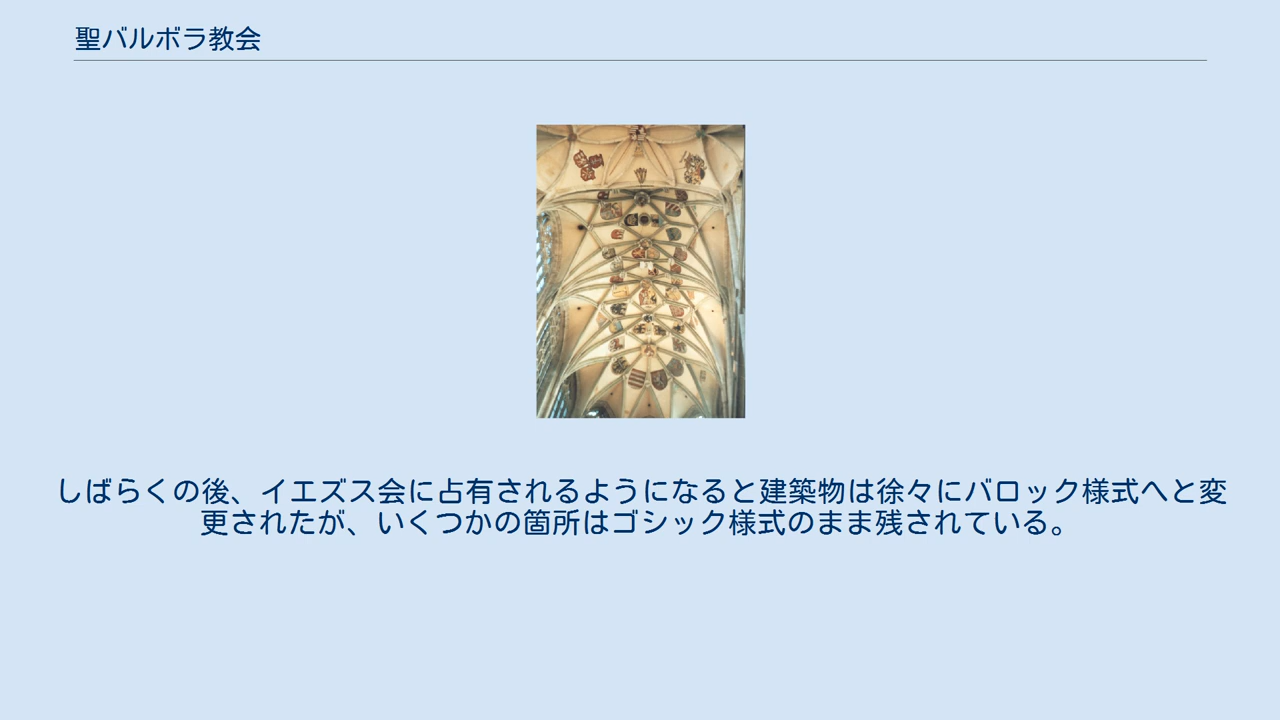 聖バルボラ教会
しばらくの後、イエズス会に占有されるようになると建築物は徐々にバロック様式へと変
更されたが、いくつかの箇所はゴシック様式のまま残されている。